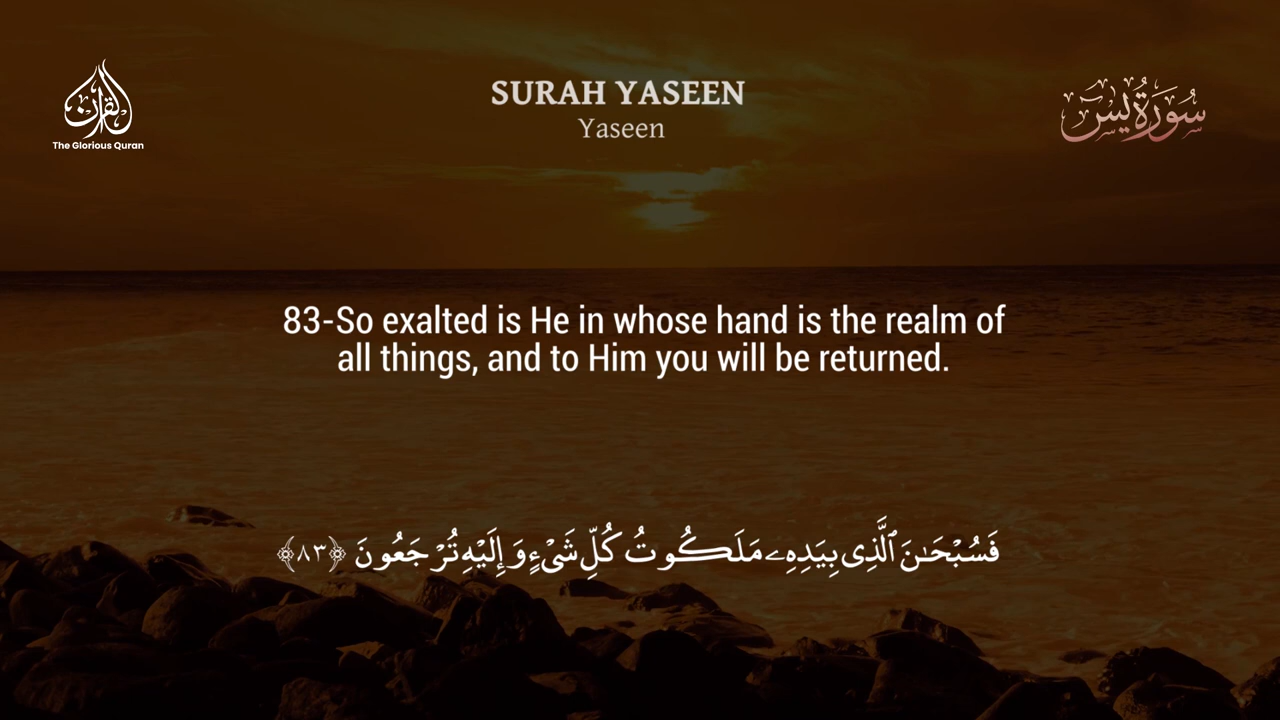 القرآن
The Glorious Quran
SURAH YASEEN
Yaseen
سُورَةُ يسٓ
83-So exalted is He in whose hand is the realm of
all things, and to Him you will be returned.
فَسُبْحَـٰنَ ٱلَّذِى بِيَدِهِۦ مَلَكُوتُ كُلِّ شَىْءٍ وَإِلَيْهِ تُرْجَعُونَ ﴿٨٣﴾